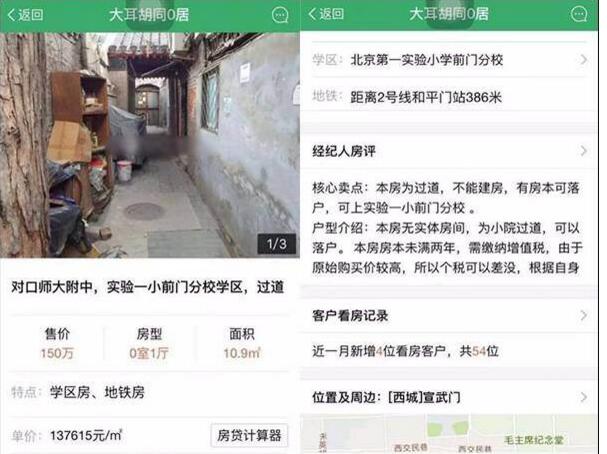 ＜返回
大耳胡同0居
1/3
对口师大附中，实验一小前门分校学区，过道
售价
房型
面积
150万
0室1厅
10.9㎡
特点：学区房、地铁房
单价：137615元/㎡
房贷计算器
＜返回
大耳胡同0居
学区：北京第一实验小学前门分校
地铁：距离2号线和平门站386米
经纪人房评
核心卖点：本房为过道，不能建房，有房本可落
户，可上实验一小前门分校 。
户型介绍：本房无实体房间，为小院过道，可以
落户。 本房房本未满两年，需缴纳增值税，由于
原始购买价较高，所以个税可以差没，根据自身
客户看房记录
近一月新增4位看房客户，共54位
位置及周边：[西城]宣武门
西交民巷
西交民巷
毛主席纪念堂